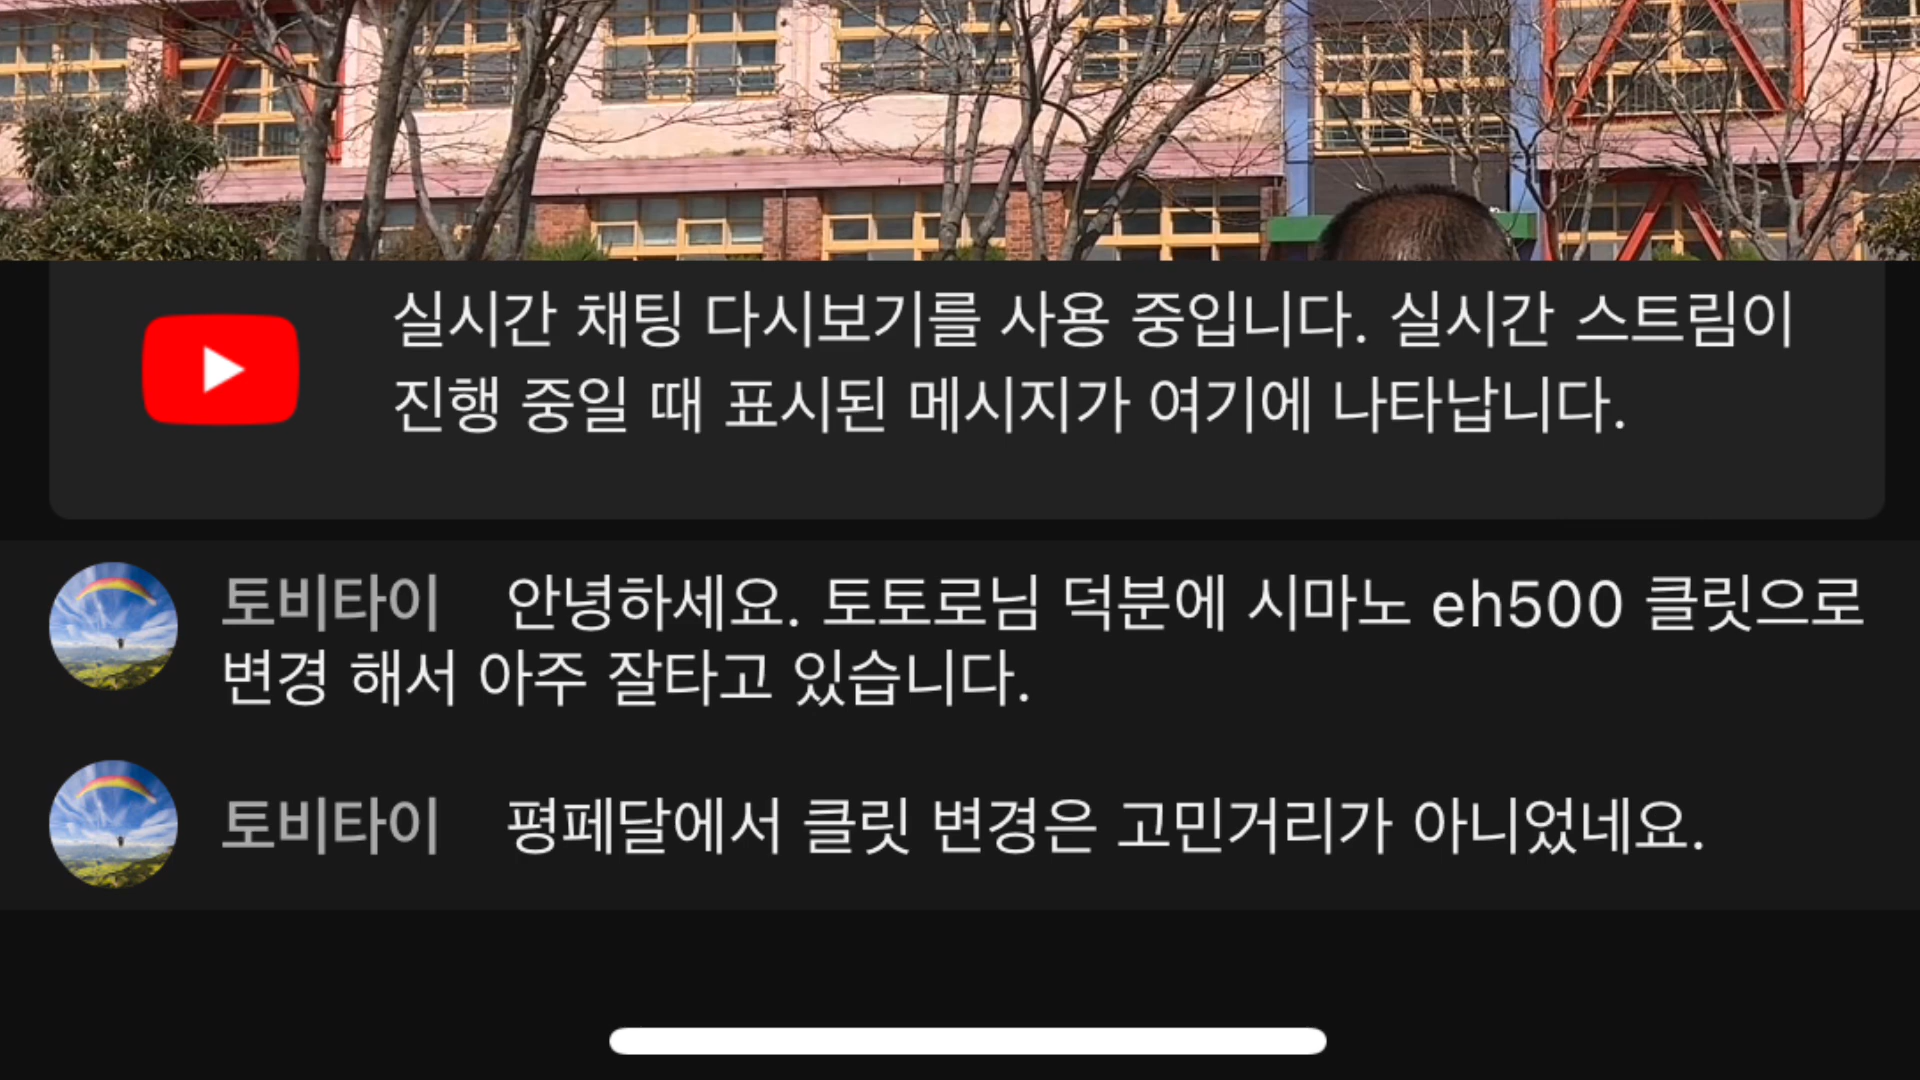 실시간 채팅 다시보기를 사용 중입니다. 실시간 스트림이
진행 중일 때 표시된 메시지가 여기에 나타납니다.
토비타이 안녕하세요. 토토로님 덕분에 시마노 eh500 클릿으로
변경 해서 아주 잘타고 있습니다.
토비타이 평페달에서 클릿 변경은 고민거리가 아니었네요.